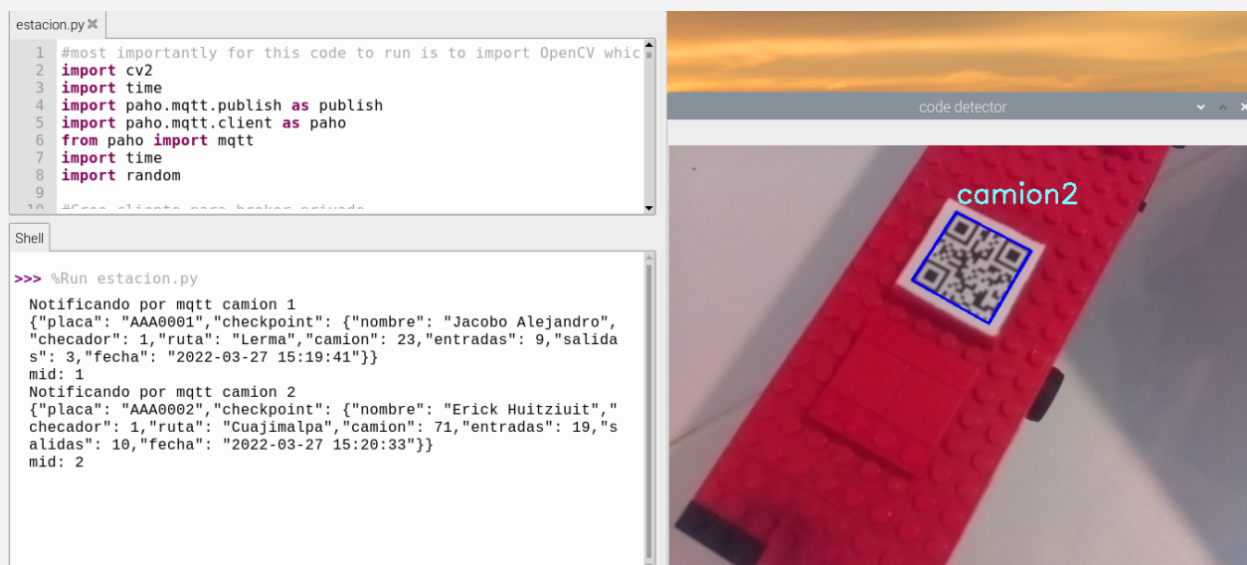 estacion.py
1 #most importantly for this code to run is to import OpenCV whic
2 import cv2
3 import time
4 import paho.mqtt.publish as publish
5 import paho.mqtt.client as paho
6 from paho import mqtt
7 import time
8 import random
9
10 #Creo cliente para broker privado
Shell
>>> %Run estacion.py
Notificando por mqtt camion 1
{"placa": "AAA0001","checkpoint": {"nombre": "Jacobo Alejandro",
"checador": 1,"ruta": "Lerma","camion": 23,"entradas": 9,"salida
s": 3,"fecha": "2022-03-27 15:19:41"}}
mid: 1
Notificando por mqtt camion 2
{"placa": "AAA0002","checkpoint": {"nombre": "Erick Huitziuit","
checador": 1,"ruta": "Cuajimalpa","camion": 71,"entradas": 19,"s
alidas": 10,"fecha": "2022-03-27 15:20:33"}}
mid: 2
code detector
camion2